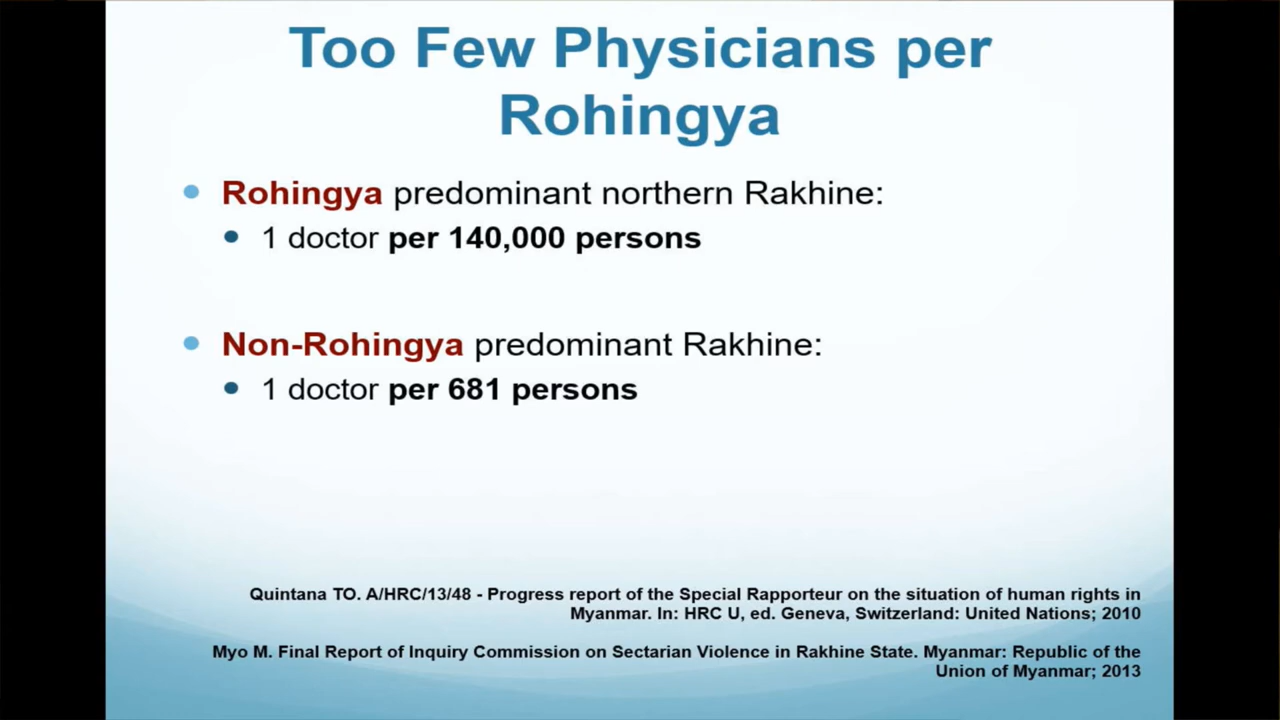 Too Few Physicians per
Rohingya
Rohingya predominant northern Rakhine:
1 doctor per 140,000 persons
Non-Rohingya predominant Rakhine:
1 doctor per 681 persons
Quintana TO. A/HRC/13/48 - Progress report of the Special Rapporteur on the situation of human rights in
Myanmar. In: HRC U, ed. Geneva, Switzerland: United Nations; 2010
Myo M. Final Report of Inquiry Commission on Sectarian Violence in Rakhine State. Myanmar: Republic of the
Union of Myanmar; 2013